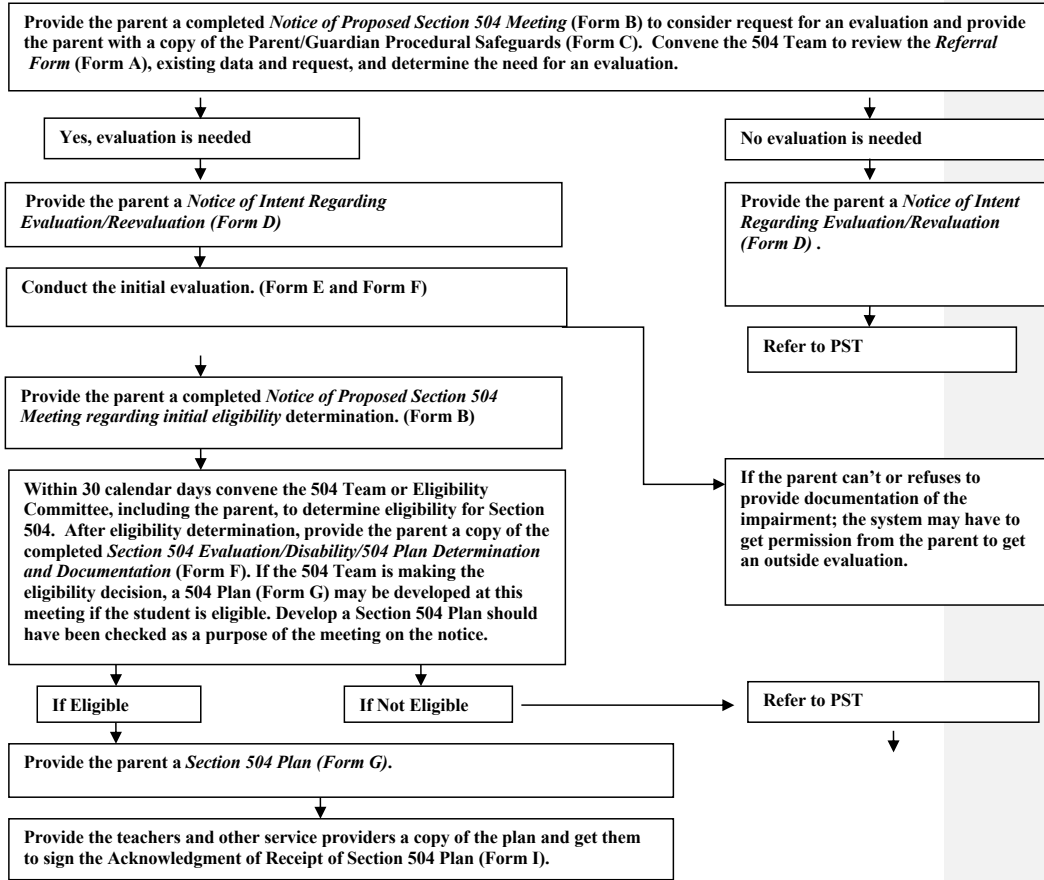 Provide the parent a completed Notice of Proposed Section 504 Meeting (Form B) to consider request for an evaluation and provide
the parent with a copy of the Parent/Guardian Procedural Safeguards (Form C).  Convene the 504 Team to review the Referral
Form (Form A), existing data and request, and determine the need for an evaluation.
Yes, evaluation is needed
No evaluation is needed
Provide the parent a Notice of Intent Regarding
Evaluation/Reevaluation (Form D)
Provide the parent a Notice of Intent
Regarding Evaluation/Revaluation
(Form D) .
Conduct the initial evaluation. (Form E and Form F)
Refer to PST
Provide the parent a completed Notice of Proposed Section 504
Meeting regarding initial eligibility determination. (Form B)
Within 30 calendar days convene the 504 Team or Eligibility
Committee, including the parent, to determine eligibility for Section
504.  After eligibility determination, provide the parent a copy of the
completed Section 504 Evaluation/Disability/504 Plan Determination
and Documentation (Form F). If the 504 Team is making the
eligibility decision, a 504 Plan (Form G) may be developed at this
meeting if the student is eligible. Develop a Section 504 Plan should
have been checked as a purpose of the meeting on the notice.
If the parent can't or refuses to
provide documentation of the
impairment; the system may have to
get permission from the parent to get
an outside evaluation.
If Eligible
If Not Eligible
Refer to PST
Provide the parent a Section 504 Plan (Form G).
Provide the teachers and other service providers a copy of the plan and get them
to sign the Acknowledgment of Receipt of Section 504 Plan (Form I).